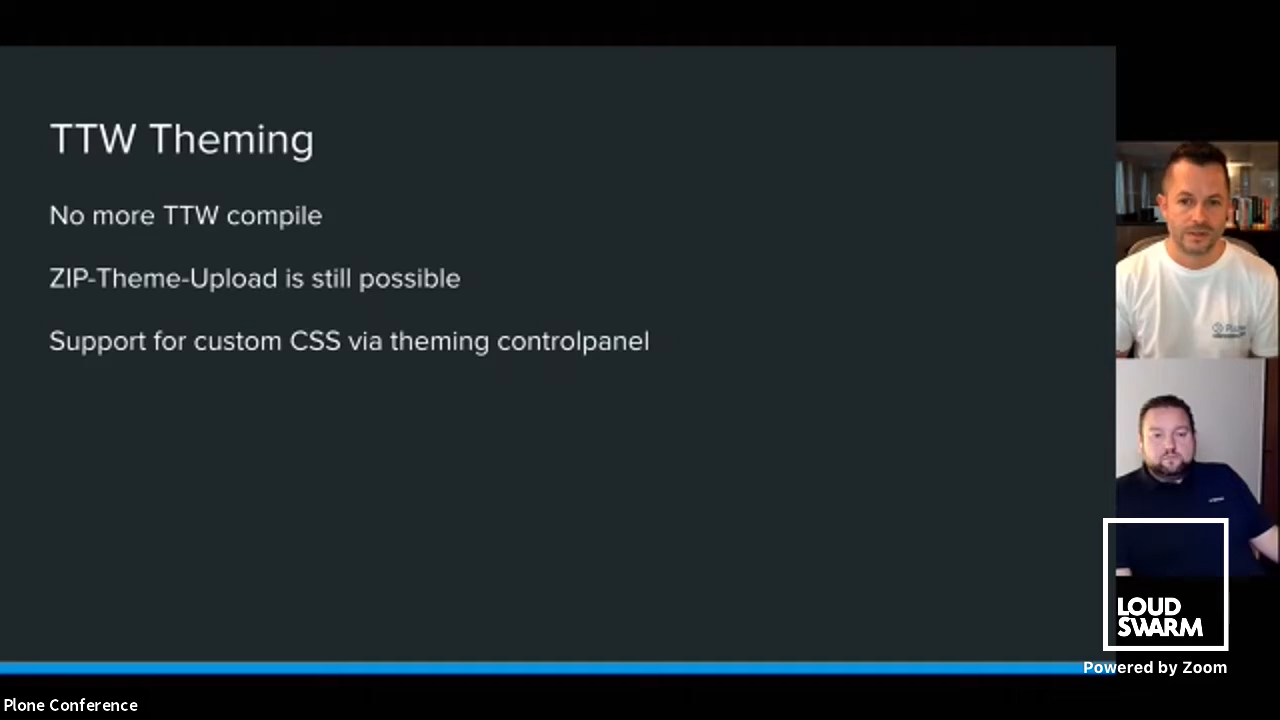 TTW Theming
No more TTW compile
ZIP-Theme-Upload is still possible
Support for custom CSS via theming controlpanel
LOUD
SWARM
Powered by Zoom
Plone Conference